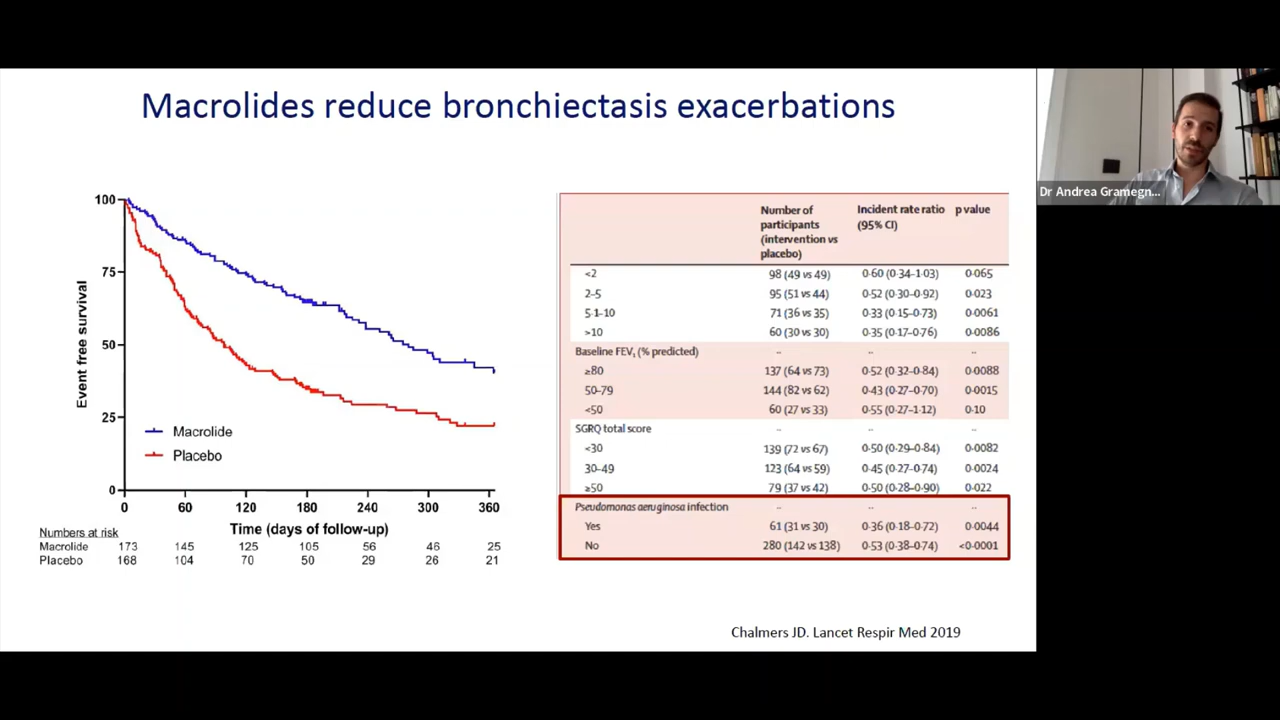 Macrolides reduce bronchiectasis exacerbations
Dr Andrea Gramegn...
100
75
50
25
0
Event free survival
Macrolide
Placebo
0 60 120 180 240 300 360
Time (days of follow-up)
Numbers at risk
Macrolide 173 145 125 105 56 46 25
Placebo 168 104 70 50 29 26 21
Number of participants (intervention vs placebo) Incident rate ratio (95% CI) p value
<2 98 (49 vs 49) 0·60 (0·34–1·03) 0·065
2–5 95 (51 vs 44) 0·52 (0·30–0·92) 0·023
5·1–10 71 (36 vs 35) 0·33 (0·15–0·73) 0·0061
>10 60 (30 vs 30) 0·35 (0·17–0·76) 0·0086
Baseline FEV₁ (% predicted) ·· ·· ··
≥80 137 (64 vs 73) 0·52 (0·32–0·84) 0·0088
50–79 144 (82 vs 62) 0·43 (0·27–0·70) 0·0015
<50 60 (27 vs 33) 0·55 (0·27–1·12) 0·10
SGRQ total score ·· ·· ··
<30 139 (72 vs 67) 0·50 (0·29–0·84) 0·0082
30–49 123 (64 vs 59) 0·45 (0·27–0·74) 0·0024
≥50 79 (37 vs 42) 0·50 (0·28–0·90) 0·022
Pseudomonas aeruginosa infection ·· ·· ··
Yes 61 (31 vs 30) 0·36 (0·18–0·72) 0·0044
No 280 (142 vs 138) 0·53 (0·38–0·74) <0·0001
Chalmers JD. Lancet Respir Med 2019